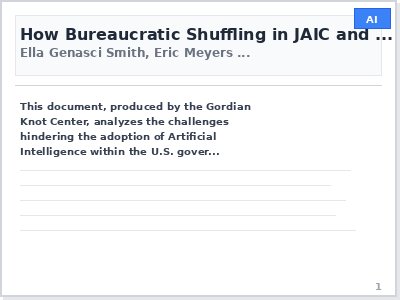 AI
How Bureaucratic Shuffling in JAIC and ...
Ella Genasci Smith, Eric Meyers ...
This document, produced by the Gordian
Knot Center, analyzes the challenges
hindering the adoption of Artificial
Intelligence within the U.S. gover...
1